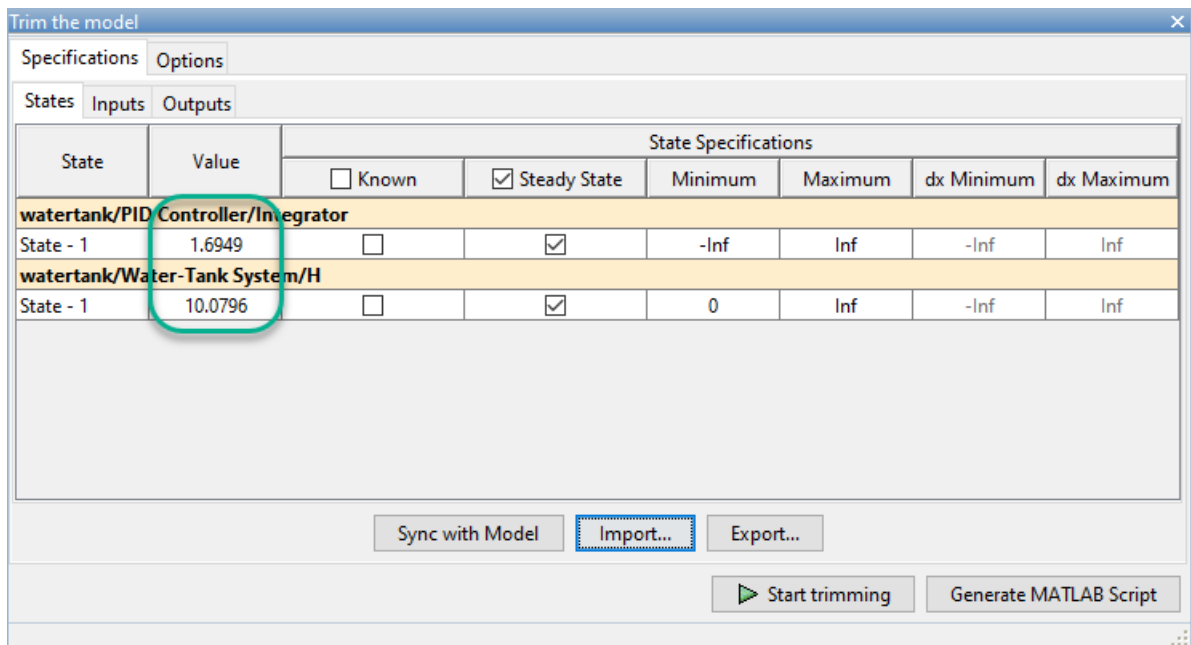 Trim the model
Specifications Options
States Inputs Outputs
State Value State Specifications
Known Steady State Minimum Maximum dx Minimum dx Maximum
watertank/PID Controller/Integrator
State - 1 1.6949 -Inf Inf -Inf Inf
watertank/Water-Tank System/H
State - 1 10.0796 0 Inf -Inf Inf
Sync with Model Import... Export...
Start trimming Generate MATLAB Script